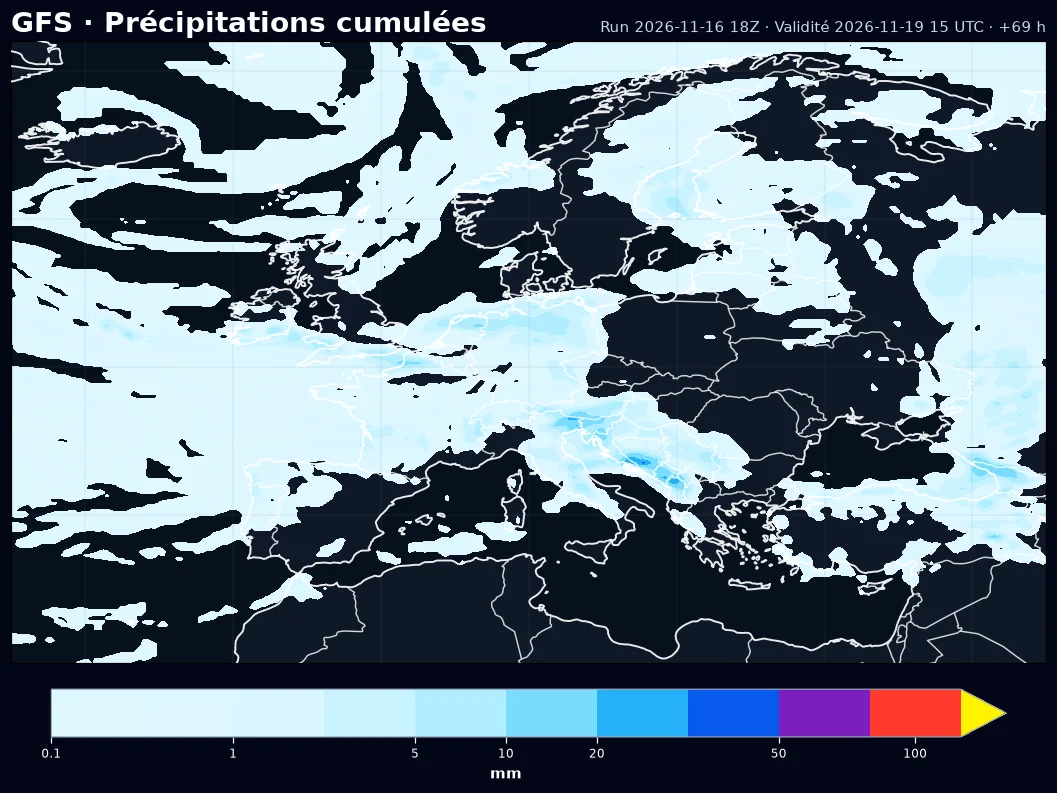 GFS · Précipitations cumulées
Run 2026-11-16 18Z · Validité 2026-11-19 15 UTC · +69 h
0.1 1 5 10 20 50 100
mm